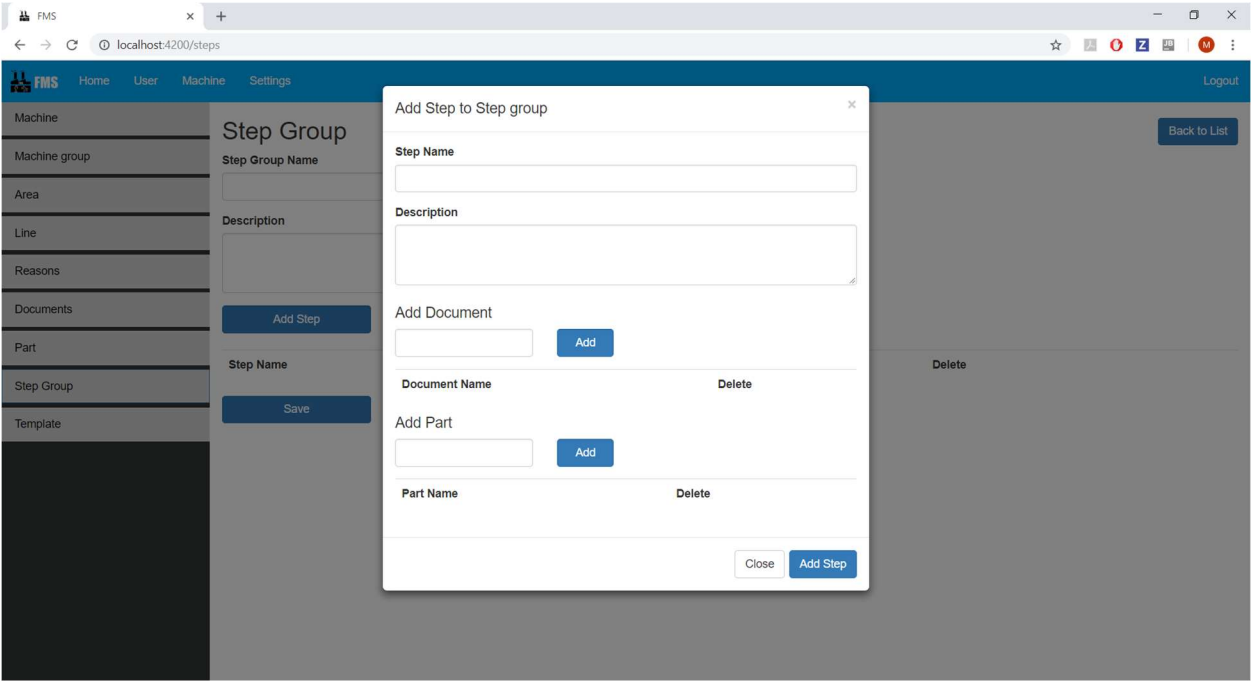 FMS
localhost:4200/steps
FMS Home User Machine Settings Logout
Machine
Machine group
Area
Line
Reasons
Documents
Part
Step Group
Template
Step Group
Back to List
Step Group Name
Description
Add Step
Step Name Delete
Save
Add Step to Step group
Step Name
Description
Add Document
Add
Document Name Delete
Add Part
Add
Part Name Delete
Close Add Step